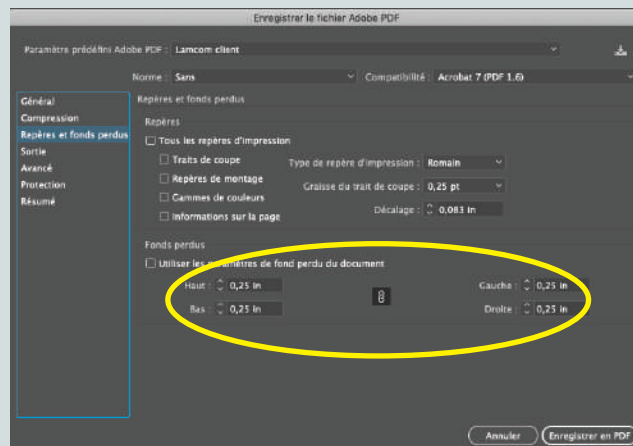 Enregistrer le fichier Adobe PDF
Paramètre prédéfini Adobe PDF : Lamcom client
Norme : Sans Compatibilité : Acrobat 7 (PDF 1.6)
Général
Compression
Repères et fonds perdus
Sortie
Avancé
Protection
Résumé
Repères et fonds perdus
Repères
Tous les repères d'impression
Traits de coupe
Repères de montage
Gammes de couleurs
Informations sur la page
Type de repère d'impression : Romain
Graisse du trait de coupe : 0,25 pt
Décalage : 0,083 in
Fonds perdus
Utiliser les paramètres de fond perdu du document
Haut : 0,25 in Gauche : 0,25 in
Bas : 0,25 in Droite : 0,25 in
Annuler Enregistrer en PDF